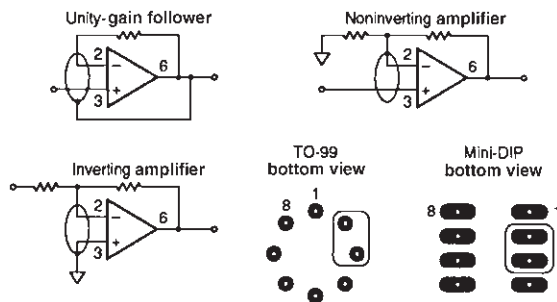 Unity-gain follower
2
6
3
Noninverting amplifier
2
6
3
Inverting amplifier
2
6
3
TO-99
bottom view
8 1
Mini-DIP
bottom view
8 1